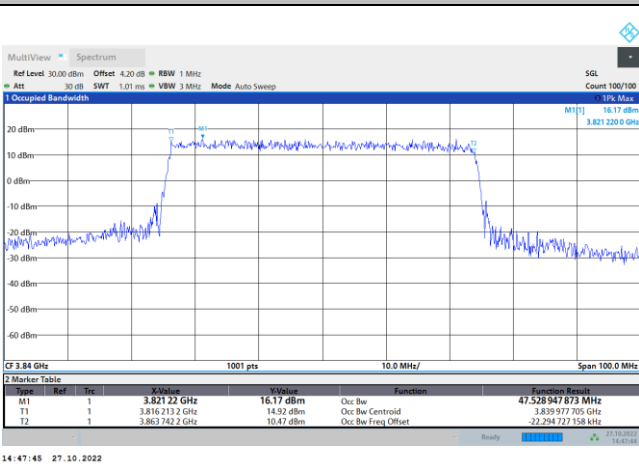 MultiView Spectrum
Ref Level 30.00 dBm Offset 4.20 dB RBW 1 MHz SGL
Att 30 dB SWT 1.01 ms VBW 3 MHz Mode Auto Sweep Count 100/100
1 Occupied Bandwidth 1Pk Max
M1[1] 16.17 dBm
3.821 220 0 GHz
20 dBm
T1 M1 T2
10 dBm
0 dBm
-10 dBm
-20 dBm
-30 dBm
-40 dBm
-50 dBm
-60 dBm
CF 3.84 GHz 1001 pts 10.0 MHz/ Span 100.0 MHz
2 Marker Table
Type Ref Trc X-Value Y-Value Function Function Result
M1 1 3.821 22 GHz 16.17 dBm Occ Bw 47.528 947 873 MHz
T1 1 3.816 213 2 GHz 14.92 dBm Occ Bw Centroid 3.839 977 705 GHz
T2 1 3.863 742 2 GHz 10.47 dBm Occ Bw Freq Offset -22.294 727 158 kHz
Ready 27.10.2022
14:47:44
14:47:45 27.10.2022